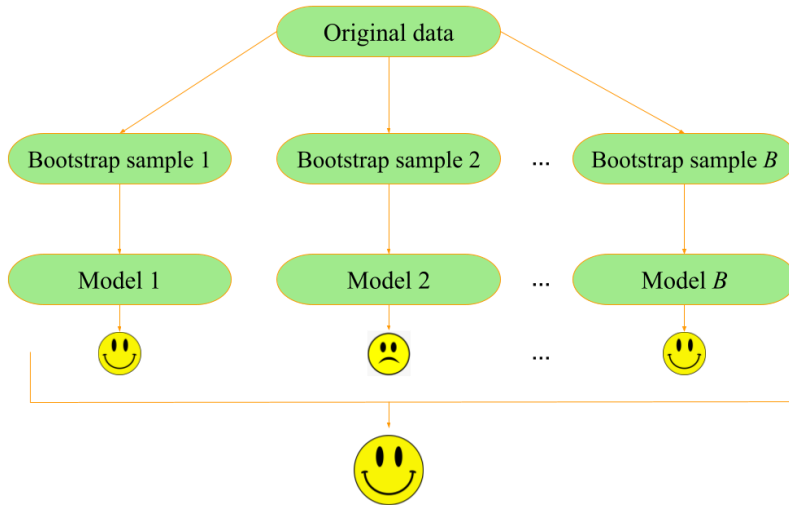 Original data
Bootstrap sample 1
Bootstrap sample 2
...
Bootstrap sample B
Model 1
Model 2
...
Model B
...